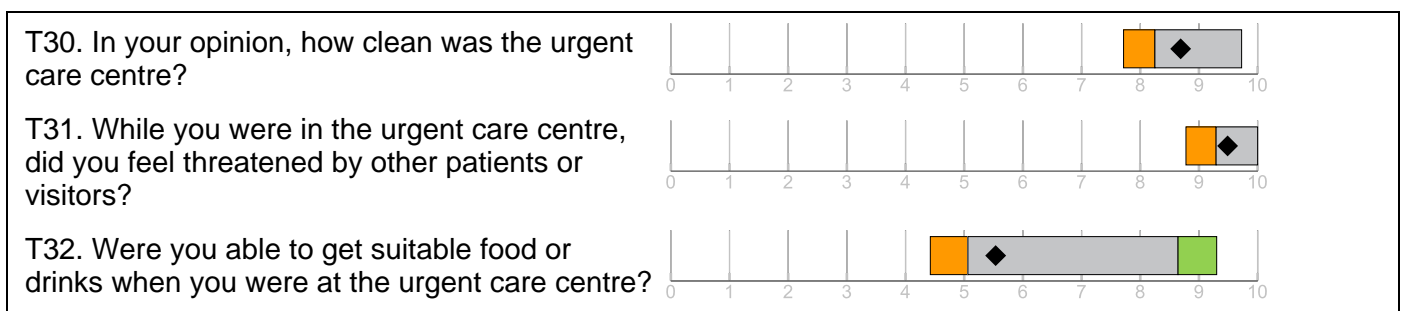 T30. In your opinion, how clean was the urgent
care centre?
0 1 2 3 4 5 6 7 8 9 10
T31. While you were in the urgent care centre,
did you feel threatened by other patients or
visitors?
0 1 2 3 4 5 6 7 8 9 10
T32. Were you able to get suitable food or
drinks when you were at the urgent care centre?
0 1 2 3 4 5 6 7 8 9 10